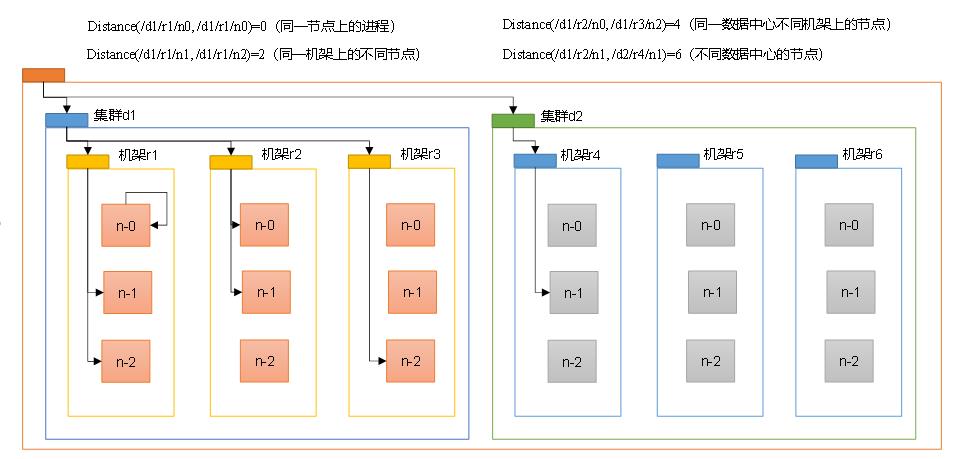 Distance(/d1/r1/n0, /d1/r1/n0)=0（同一节点上的进程）
Distance(/d1/r2/n0, /d1/r3/n2)=4（同一数据中心不同机架上的节点）
Distance(/d1/r1/n1, /d1/r1/n2)=2（同一机架上的不同节点）
Distance(/d1/r2/n1, /d2/r4/n1)=6（不同数据中心的节点）
集群d1
集群d2
机架r1
机架r2
机架r3
机架r4
机架r5
机架r6
n-0
n-0
n-0
n-0
n-0
n-0
n-1
n-1
n-1
n-1
n-1
n-1
n-2
n-2
n-2
n-2
n-2
n-2